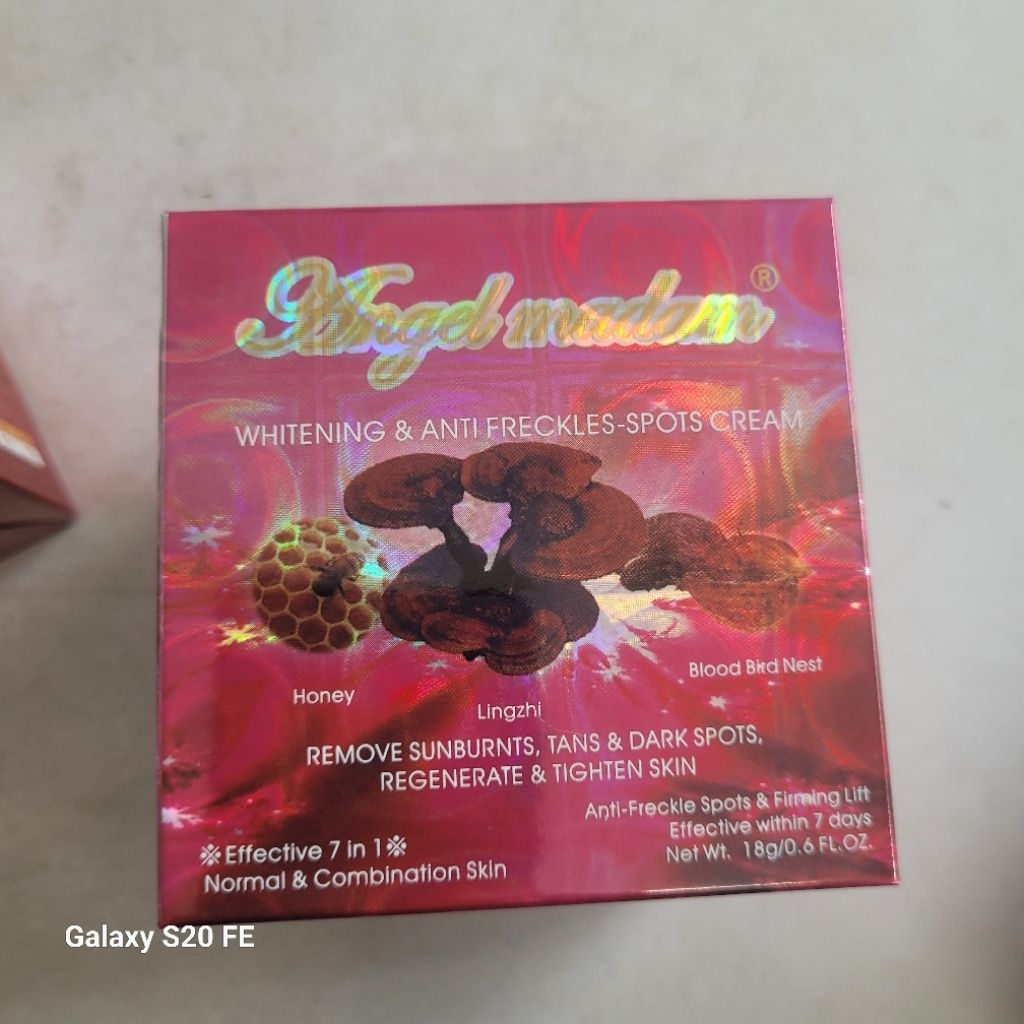 Angel madam®
WHITENING & ANTI FRECKLES-SPOTS CREAM
Honey
Lingzhi
Blood Bird Nest
REMOVE SUNBURNTS, TANS & DARK SPOTS,
REGENERATE & TIGHTEN SKIN
Anti-Freckle Spots & Firming Lift
Effective within 7 days
Net Wt. 18g/0.6 FL.OZ.
※Effective 7 in 1※
Normal & Combination Skin
Galaxy S20 FE